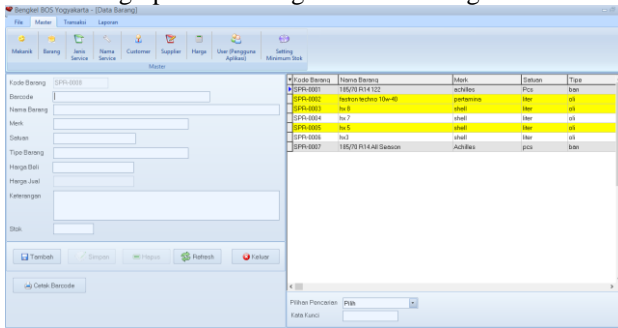 Bengkel BOS Yogyakarta - [Data Barang]
File Master Transaksi Laporan
Mekanik Barang Jenis Service Nama Service Customer Supplier Harga User (Pengguna Aplikasi) Setting Minimum Stok
Master
Kode Barang SPR-0008
Barcode
Nama Barang
Merk
Satuan
Tipe Barang
Harga Beli
Harga Jual
Keterangan
Stok
Tambah Simpan Hapus Refresh Keluar
Cetak Barcode
Kode Barang Nama Barang Merk Satuan Tipe
SPR-0001 185/70 R14 122 achilles Pcs ban
SPR-0002 fastron techno 10w-40 pertamina liter oli
SPR-0003 hx 8 shell liter oli
SPR-0004 hx 7 shell liter oli
SPR-0005 hx 5 shell liter oli
SPR-0006 hx3 shell liter oli
SPR-0007 185/70 R14 All Season Achilles pcs ban
Pilihan Pencarian Pilih
Kata Kunci